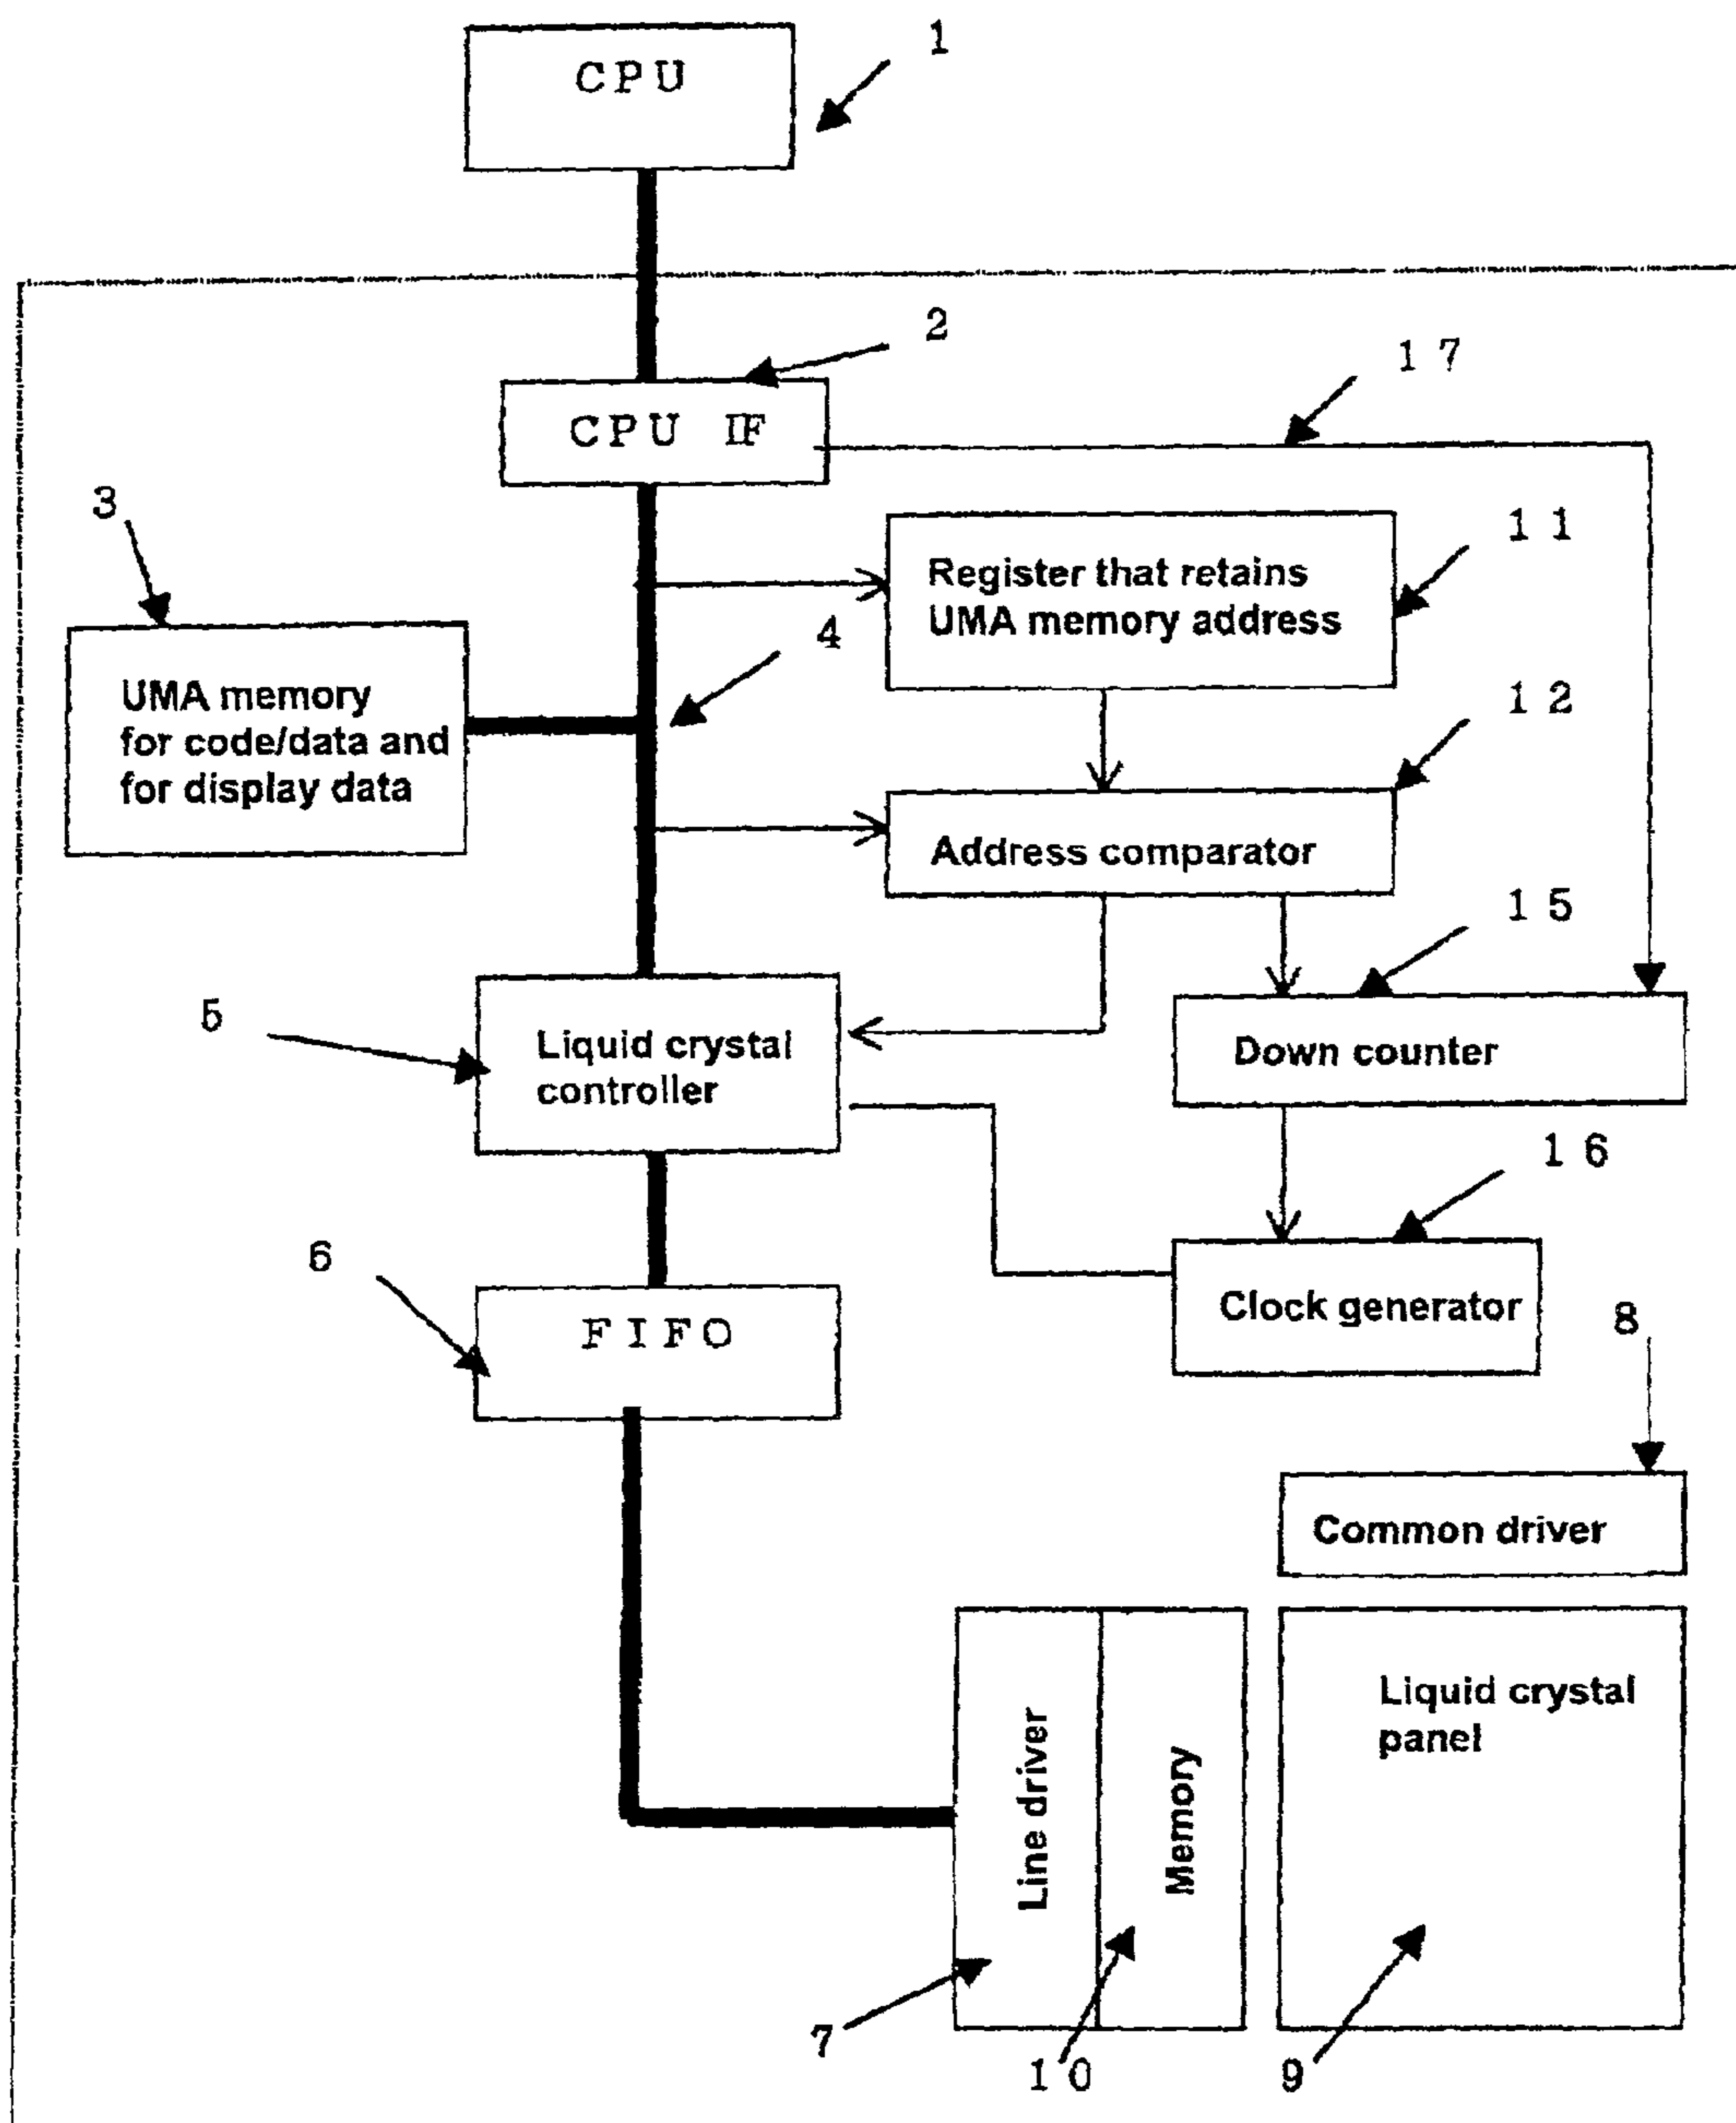 CPU
1
2
17
CPU IF
3
11
Register that retains
UMA memory address
4
UMA memory
for code/data and
for display data
12
Address comparator
15
5
Liquid crystal
controller
Down counter
16
6
Clock generator
8
FIFO
Common driver
Liquid crystal
panel
Line driver
Memory
7
10
9